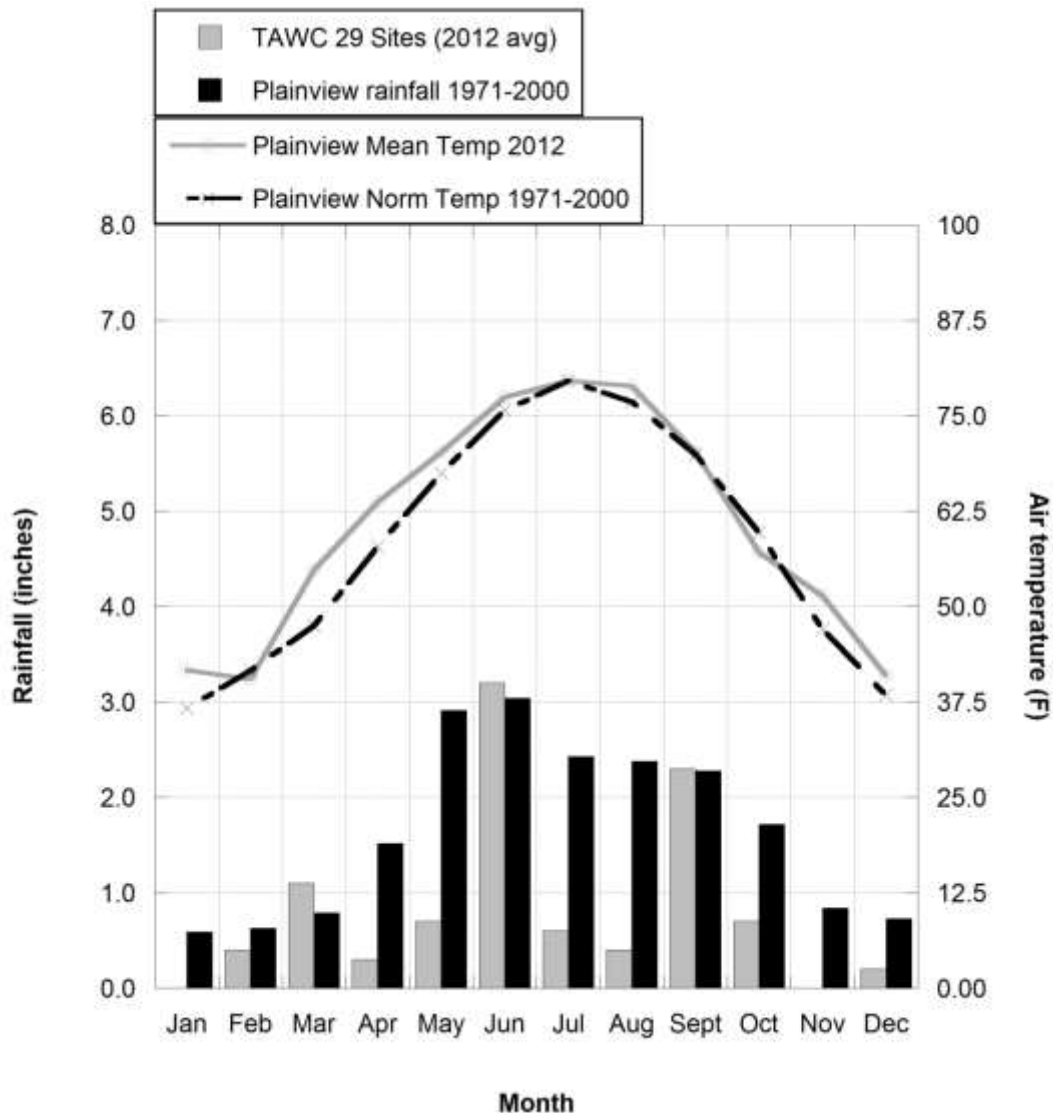 TAWC 29 Sites (2012 avg)
Plainview rainfall 1971-2000
Plainview Mean Temp 2012
Plainview Norm Temp 1971-2000
8.0
7.0
6.0
5.0
4.0
3.0
2.0
1.0
0.0
Rainfall (inches)
100
87.5
75.0
62.5
50.0
37.5
25.0
12.5
0.00
Air temperature (F)
Jan Feb Mar Apr May Jun Jul Aug Sept Oct Nov Dec
Month